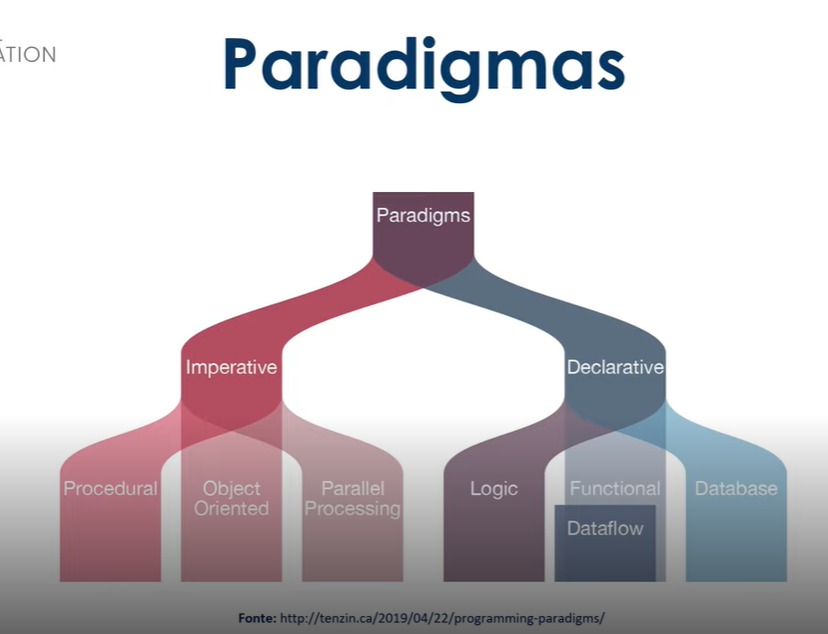 ATION
Paradigmas
Paradigms
Imperative
Declarative
Procedural
Object
Oriented
Parallel
Processing
Logic
Functional
Dataflow
Database
Fonte: http://tenzin.ca/2019/04/22/programming-paradigms/